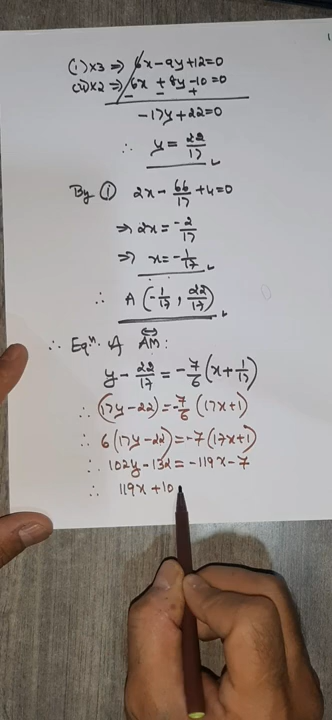 (i)×3 ⇒ 6x-9y+12=0
(ii)×2 ⇒ 6x+8y-10=0
- - +
-17y+22=0
∴ y = 22/17
By ① 2x - 66/17 + 4 = 0
⇒ 2x = -2/17
⇒ x = -1/17
∴ A (-1/17, 22/17)
∴ Eqn. of AM:
y - 22/17 = -7/6 (x + 1/17)
∴ (17y-22) = -7/6 (17x+1)
∴ 6(17y-22) = -7(17x+1)
∴ 102y-132 = -119x-7
∴ 119x+10